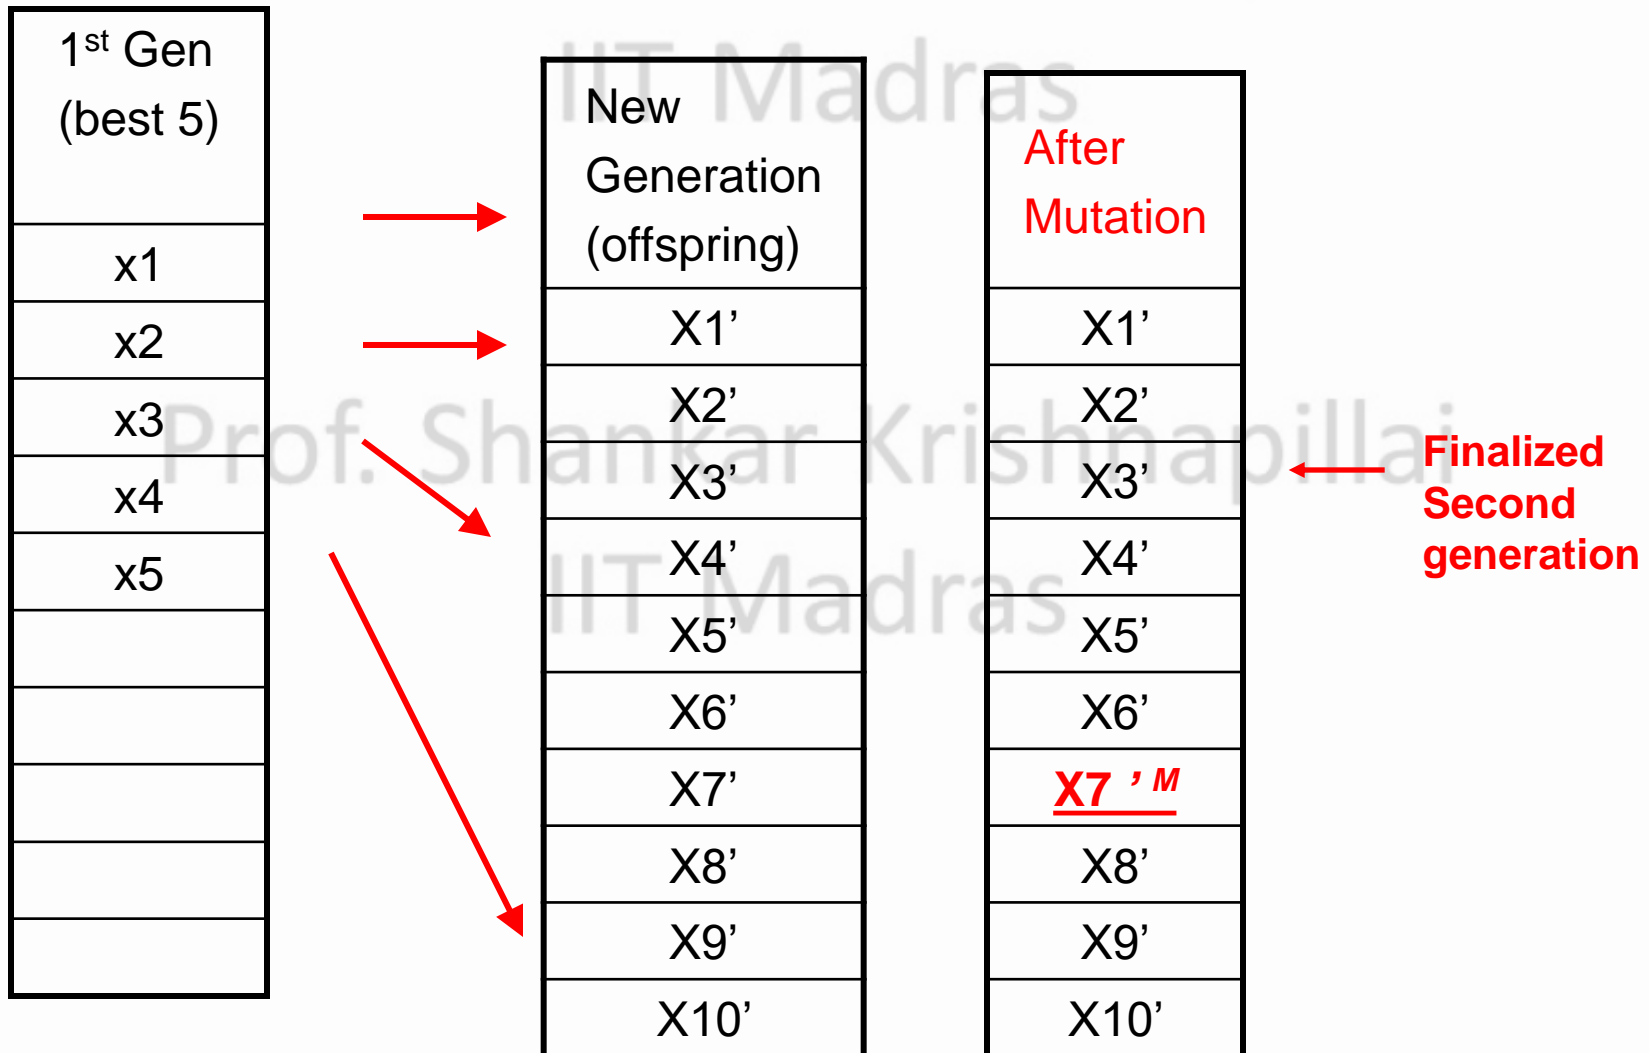 1st Gen
(best 5)
x1
x2
x3
x4
x5
New
Generation
(offspring)
X1’
X2’
X3’
X4’
X5’
X6’
X7’
X8’
X9’
X10’
After
Mutation
X1’
X2’
X3’
X4’
X5’
X6’
X7 ’ M
X8’
X9’
X10’
Finalized
Second
generation
IIT Madras
Prof. Shankar Krishnapillai
IIT Madras